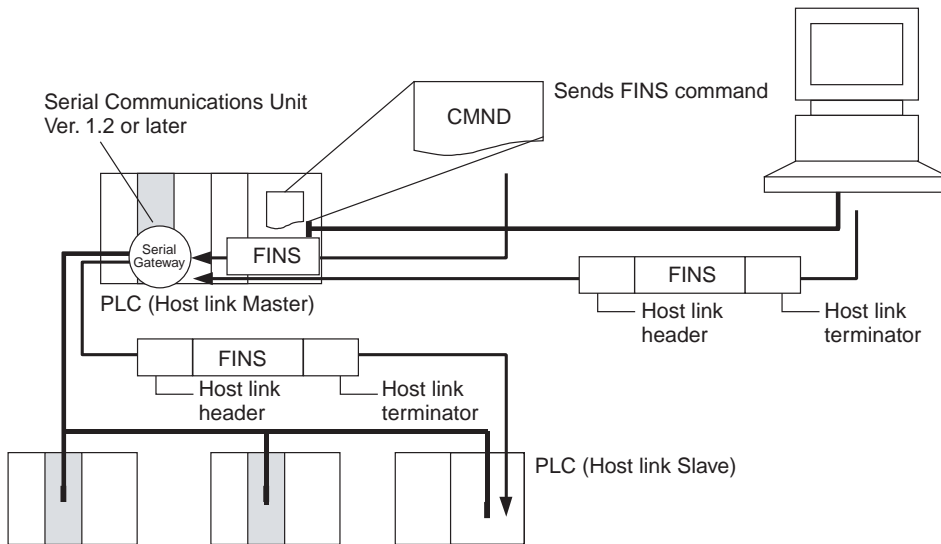 Sends FINS command
Serial Communications Unit
Ver. 1.2 or later
CMND
Serial
Gateway
FINS
FINS
PLC (Host link Master)
Host link
header
Host link
terminator
FINS
Host link
header
Host link
terminator
PLC (Host link Slave)